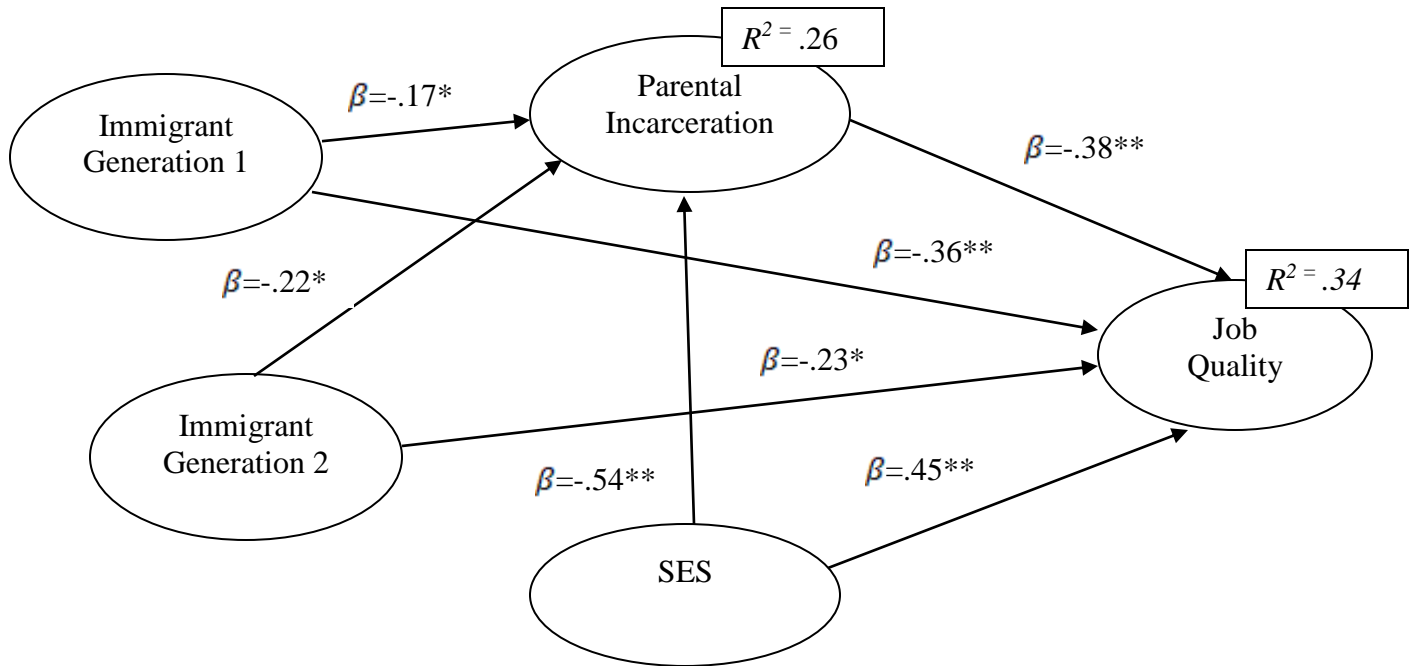 R² = .26
Parental
Incarceration
β=-.17*
Immigrant
Generation 1
β=-.38**
β=-.36**
β=-.22*
R² = .34
Job
Quality
β=-.23*
Immigrant
Generation 2
β=-.54**
β=.45**
SES